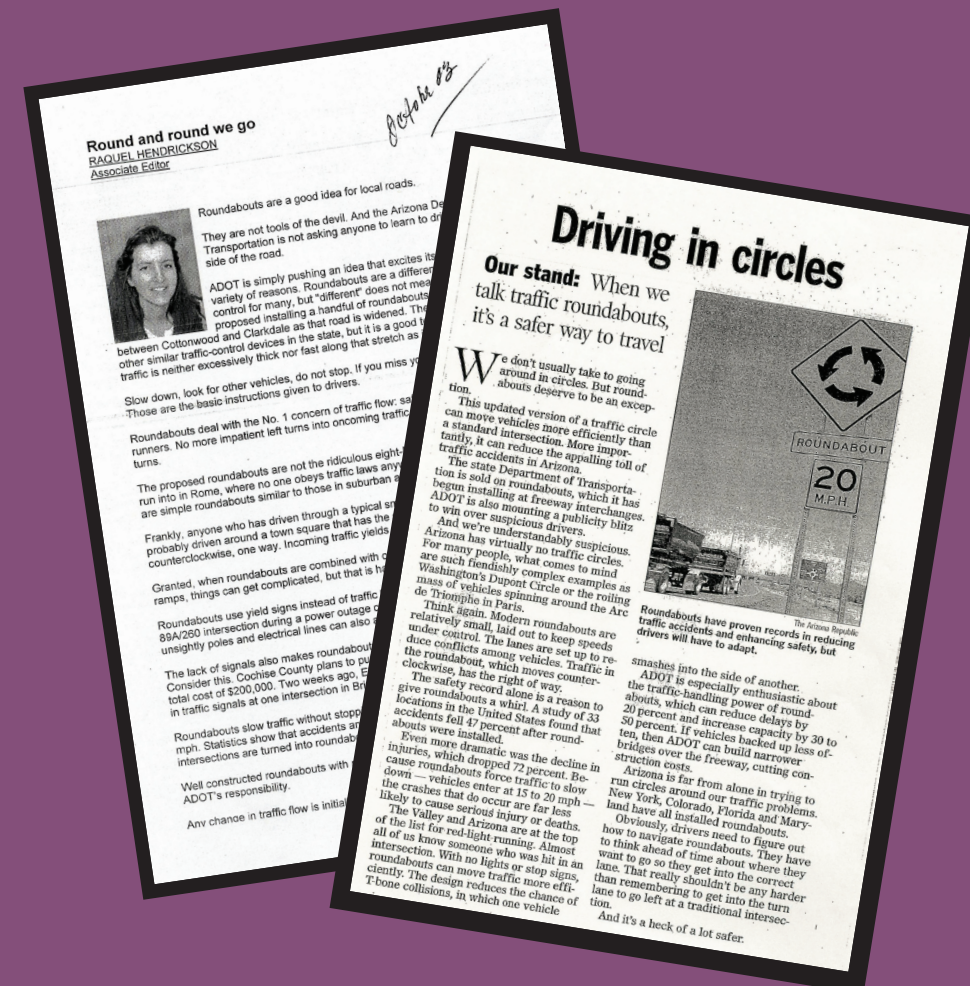 Octobr 03
Round and round we go
RAQUEL HENDRICKSON
Associate Editor
Roundabouts are a good idea for local roads.
They are not tools of the devil. And the Arizona De
Transportation is not asking anyone to learn to dri
side of the road.
ADOT is simply pushing an idea that excites its
variety of reasons. Roundabouts are a differen
control for many, but "different" does not mea
proposed installing a handful of roundabouts
between Cottonwood and Clarkdale as that road is widened. The
other similar traffic-control devices in the state, but it is a good t
traffic is neither excessively thick nor fast along that stretch as
Slow down, look for other vehicles, do not stop. If you miss yo
Those are the basic instructions given to drivers.
Roundabouts deal with the No. 1 concern of traffic flow: sa
runners. No more impatient left turns into oncoming traffic
turns.
The proposed roundabouts are not the ridiculous eight-
run into in Rome, where no one obeys traffic laws anyw
are simple roundabouts similar to those in suburban a
Frankly, anyone who has driven through a typical sm
probably driven around a town square that has the
counterclockwise, one way. Incoming traffic yields
Granted, when roundabouts are combined with o
ramps, things can get complicated, but that is ha
Roundabouts use yield signs instead of traffic
89A/260 intersection during a power outage c
unsightly poles and electrical lines can also a
The lack of signals also makes roundabout
Consider this. Cochise County plans to pu
total cost of $200,000. Two weeks ago, E
in traffic signals at one intersection in Bri
Roundabouts slow traffic without stopp
mph. Statistics show that accidents an
intersections are turned into roundab
Well constructed roundabouts with
ADOT's responsibility.
Any change in traffic flow is initial
Driving in circles
Our stand: When we
talk traffic roundabouts,
it's a safer way to travel
We don't usually take to going
around in circles. But round-
abouts deserve to be an excep-
tion.
This updated version of a traffic circle
can move vehicles more efficiently than
a standard intersection. More impor-
tantly, it can reduce the appalling toll of
traffic accidents in Arizona.
The state Department of Transporta-
tion is sold on roundabouts, which it has
begun installing at freeway interchanges.
ADOT is also mounting a publicity blitz
to win over suspicious drivers.
And we're understandably suspicious.
Arizona has virtually no traffic circles.
For many people, what comes to mind
are such fiendishly complex examples as
Washington's Dupont Circle or the roiling
mass of vehicles spinning around the Arc
de Triomphe in Paris.
Think again. Modern roundabouts are
relatively small, laid out to keep speeds
under control. The lanes are set up to re-
duce conflicts among vehicles. Traffic in
the roundabout, which moves counter-
clockwise, has the right of way.
The safety record alone is a reason to
give roundabouts a whirl. A study of 33
locations in the United States found that
accidents fell 47 percent after round-
abouts were installed.
Even more dramatic was the decline in
injuries, which dropped 72 percent. Be-
cause roundabouts force traffic to slow
down — vehicles enter at 15 to 20 mph —
the crashes that do occur are far less
likely to cause serious injury or deaths.
The Valley and Arizona are at the top
of the list for red-light-running. Almost
all of us know someone who was hit in an
intersection. With no lights or stop signs,
roundabouts can move traffic more effi-
ciently. The design reduces the chance of
T-bone collisions, in which one vehicle
ROUNDABOUT
20
M.P.H
The Arizona Republic
Roundabouts have proven records in reducing
traffic accidents and enhancing safety, but
drivers will have to adapt.
smashes into the side of another.
ADOT is especially enthusiastic about
the traffic-handling power of round-
abouts, which can reduce delays by
20 percent and increase capacity by 30 to
50 percent. If vehicles backed up less of-
ten, then ADOT can build narrower
bridges over the freeway, cutting con-
struction costs.
Arizona is far from alone in trying to
run circles around our traffic problems.
New York, Colorado, Florida and Mary-
land have all installed roundabouts.
Obviously, drivers need to figure out
how to navigate roundabouts. They have
to think ahead of time about where they
want to go so they get into the correct
lane. That really shouldn't be any harder
than remembering to get into the turn
lane to go left at a traditional intersec-
tion.
And it's a heck of a lot safer.